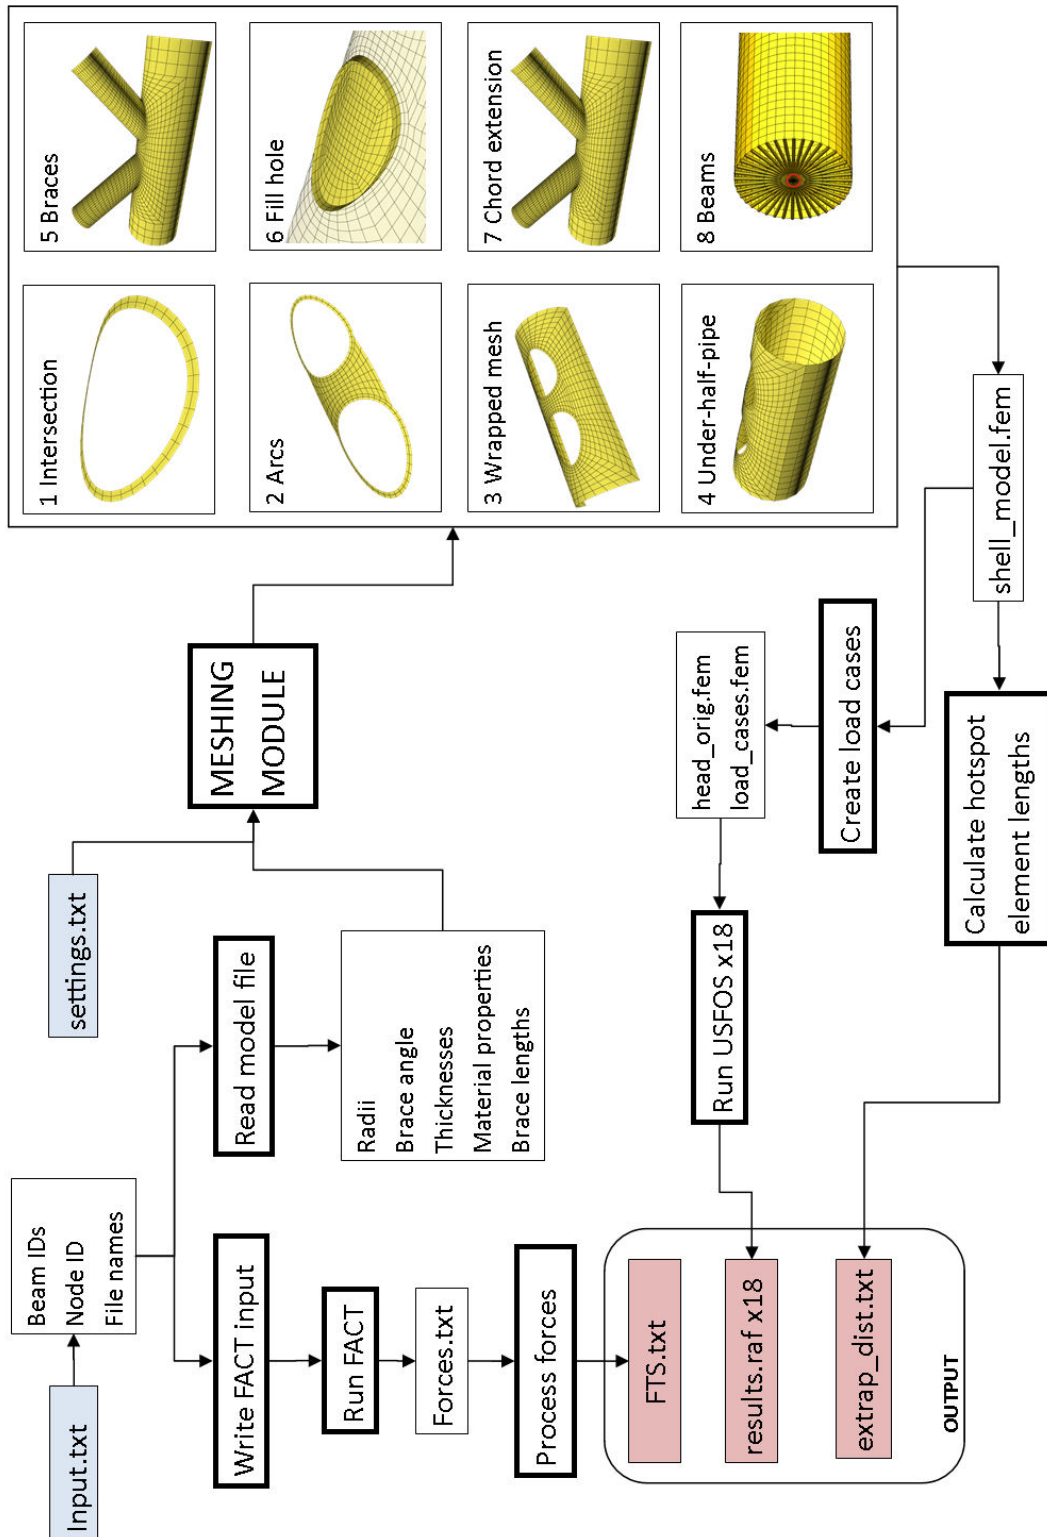 Input.txt
Beam IDs
Node ID
File names
Write FACT input
Run FACT
Forces.txt
Process forces
FTS.txt
results.raf x18
extrap_dist.txt
OUTPUT
Read model file
Radii
Brace angle
Thicknesses
Material properties
Brace lengths
settings.txt
MESHING
MODULE
1 Intersection
2 Arcs
3 Wrapped mesh
4 Under-half-pipe
5 Braces
6 Fill hole
7 Chord extension
8 Beams
shell_model.fem
Create load cases
head_orig.fem
load_cases.fem
Run USFOS x18
Calculate hotspot
element lengths